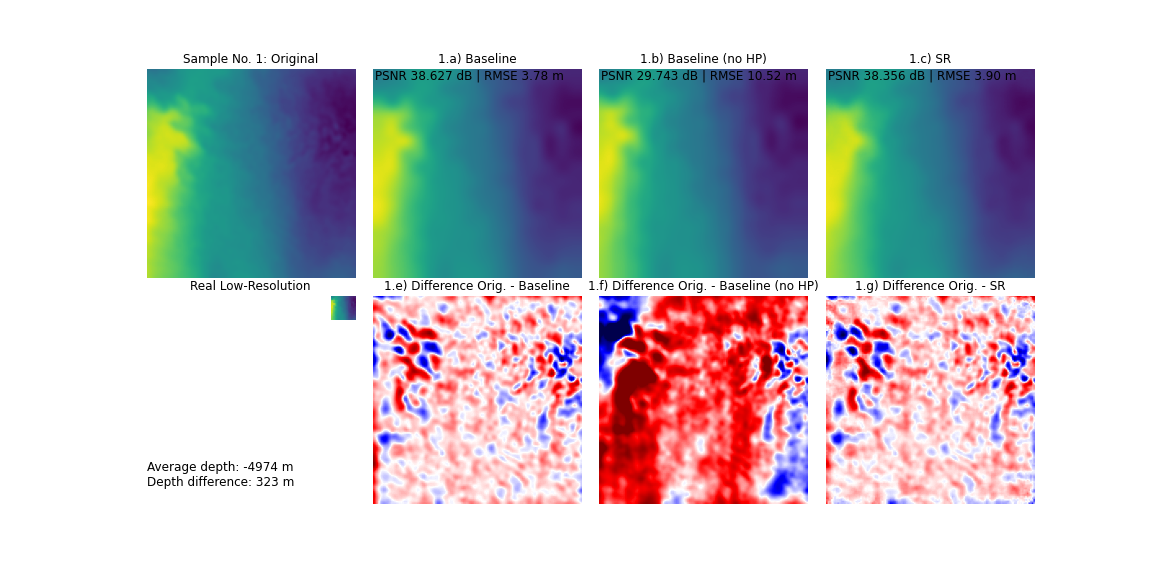 Sample No. 1: Original
1.a) Baseline
1.b) Baseline (no HP)
1.c) SR
PSNR 38.627 dB | RMSE 3.78 m
PSNR 29.743 dB | RMSE 10.52 m
PSNR 38.356 dB | RMSE 3.90 m
Real Low-Resolution
1.e) Difference Orig. - Baseline
1.f) Difference Orig. - Baseline (no HP)
1.g) Difference Orig. - SR
Average depth: -4974 m
Depth difference: 323 m